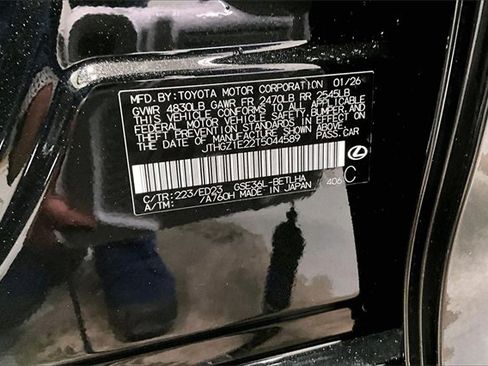 MFD.BY:TOYOTA MOTOR CORPORATION 01/26
GVWR 4830LB GAWR FR 2470LB RR 2545LB
THIS VEHICLE CONFORMS TO ALL APPLICABLE
FEDERAL MOTOR VEHICLE SAFETY,BUMPER,AND
THEFT PREVENTION STANDARDS IN EFFECT ON
THE DATE OF MANUFACTURE SHOWN ABOVE.
JTHGZ1E22T5044589 PASS.CAR
C/TR:223/ED23 GSE36L-BETLHA
A/TM: /A760H MADE IN JAPAN 406
C